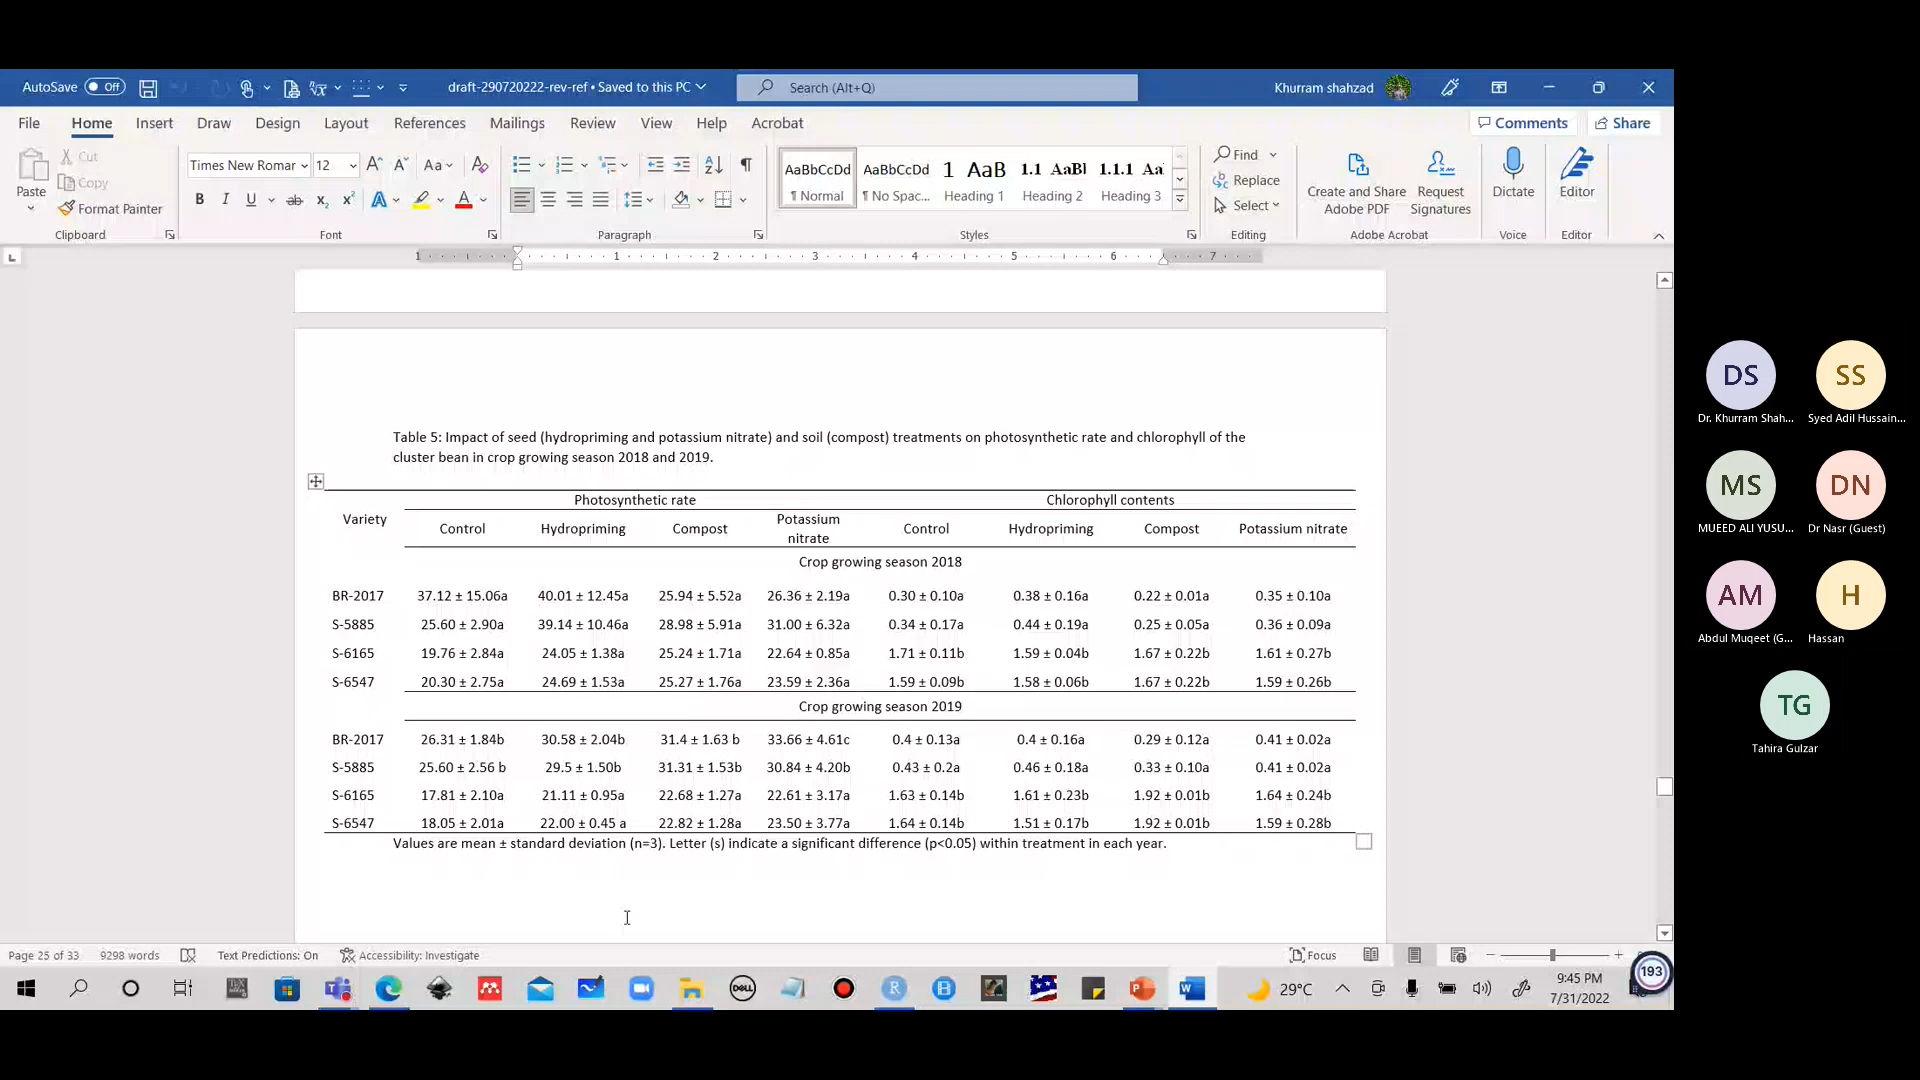 AutoSave Off draft-290720222-rev-ref • Saved to this PC Search (Alt+Q) Khurram shahzad
File Home Insert Draw Design Layout References Mailings Review View Help Acrobat Comments Share
Paste Cut Copy Format Painter
Times New Romar 12 A A Aa
B I U ab x₂ x² A A
AaBbCcDd AaBbCcDd 1 AaB 1.1 AaBl 1.1.1 Aa
¶ Normal ¶ No Spac... Heading 1 Heading 2 Heading 3
Find
Replace
Select
Create and Share Adobe PDF
Request Signatures
Dictate
Editor
Clipboard Font Paragraph Styles Editing Adobe Acrobat Voice Editor
1 1 2 3 4 5 6 7
Table 5: Impact of seed (hydropriming and potassium nitrate) and soil (compost) treatments on photosynthetic rate and chlorophyll of the
cluster bean in crop growing season 2018 and 2019.
Photosynthetic rate Chlorophyll contents
Variety Control Hydropriming Compost Potassium nitrate Control Hydropriming Compost Potassium nitrate
Crop growing season 2018
BR-2017 37.12 ± 15.06a 40.01 ± 12.45a 25.94 ± 5.52a 26.36 ± 2.19a 0.30 ± 0.10a 0.38 ± 0.16a 0.22 ± 0.01a 0.35 ± 0.10a
S-5885 25.60 ± 2.90a 39.14 ± 10.46a 28.98 ± 5.91a 31.00 ± 6.32a 0.34 ± 0.17a 0.44 ± 0.19a 0.25 ± 0.05a 0.36 ± 0.09a
S-6165 19.76 ± 2.84a 24.05 ± 1.38a 25.24 ± 1.71a 22.64 ± 0.85a 1.71 ± 0.11b 1.59 ± 0.04b 1.67 ± 0.22b 1.61 ± 0.27b
S-6547 20.30 ± 2.75a 24.69 ± 1.53a 25.27 ± 1.76a 23.59 ± 2.36a 1.59 ± 0.09b 1.58 ± 0.06b 1.67 ± 0.22b 1.59 ± 0.26b
Crop growing season 2019
BR-2017 26.31 ± 1.84b 30.58 ± 2.04b 31.4 ± 1.63 b 33.66 ± 4.61c 0.4 ± 0.13a 0.4 ± 0.16a 0.29 ± 0.12a 0.41 ± 0.02a
S-5885 25.60 ± 2.56 b 29.5 ± 1.50b 31.31 ± 1.53b 30.84 ± 4.20b 0.43 ± 0.2a 0.46 ± 0.18a 0.33 ± 0.10a 0.41 ± 0.02a
S-6165 17.81 ± 2.10a 21.11 ± 0.95a 22.68 ± 1.27a 22.61 ± 3.17a 1.63 ± 0.14b 1.61 ± 0.23b 1.92 ± 0.01b 1.64 ± 0.24b
S-6547 18.05 ± 2.01a 22.00 ± 0.45 a 22.82 ± 1.28a 23.50 ± 3.77a 1.64 ± 0.14b 1.51 ± 0.17b 1.92 ± 0.01b 1.59 ± 0.28b
Values are mean ± standard deviation (n=3). Letter (s) indicate a significant difference (p<0.05) within treatment in each year.
Page 25 of 33 9298 words Text Predictions: On Accessibility: Investigate Focus
29°C 9:45 PM
7/31/2022
193
DS SS
Dr. Khurram Shah... Syed Adil Hussain...
MS DN
MUEED ALI YUSU... Dr Nasr (Guest)
AM H
Abdul Muqeet (G... Hassan
TG
Tahira Gulzar